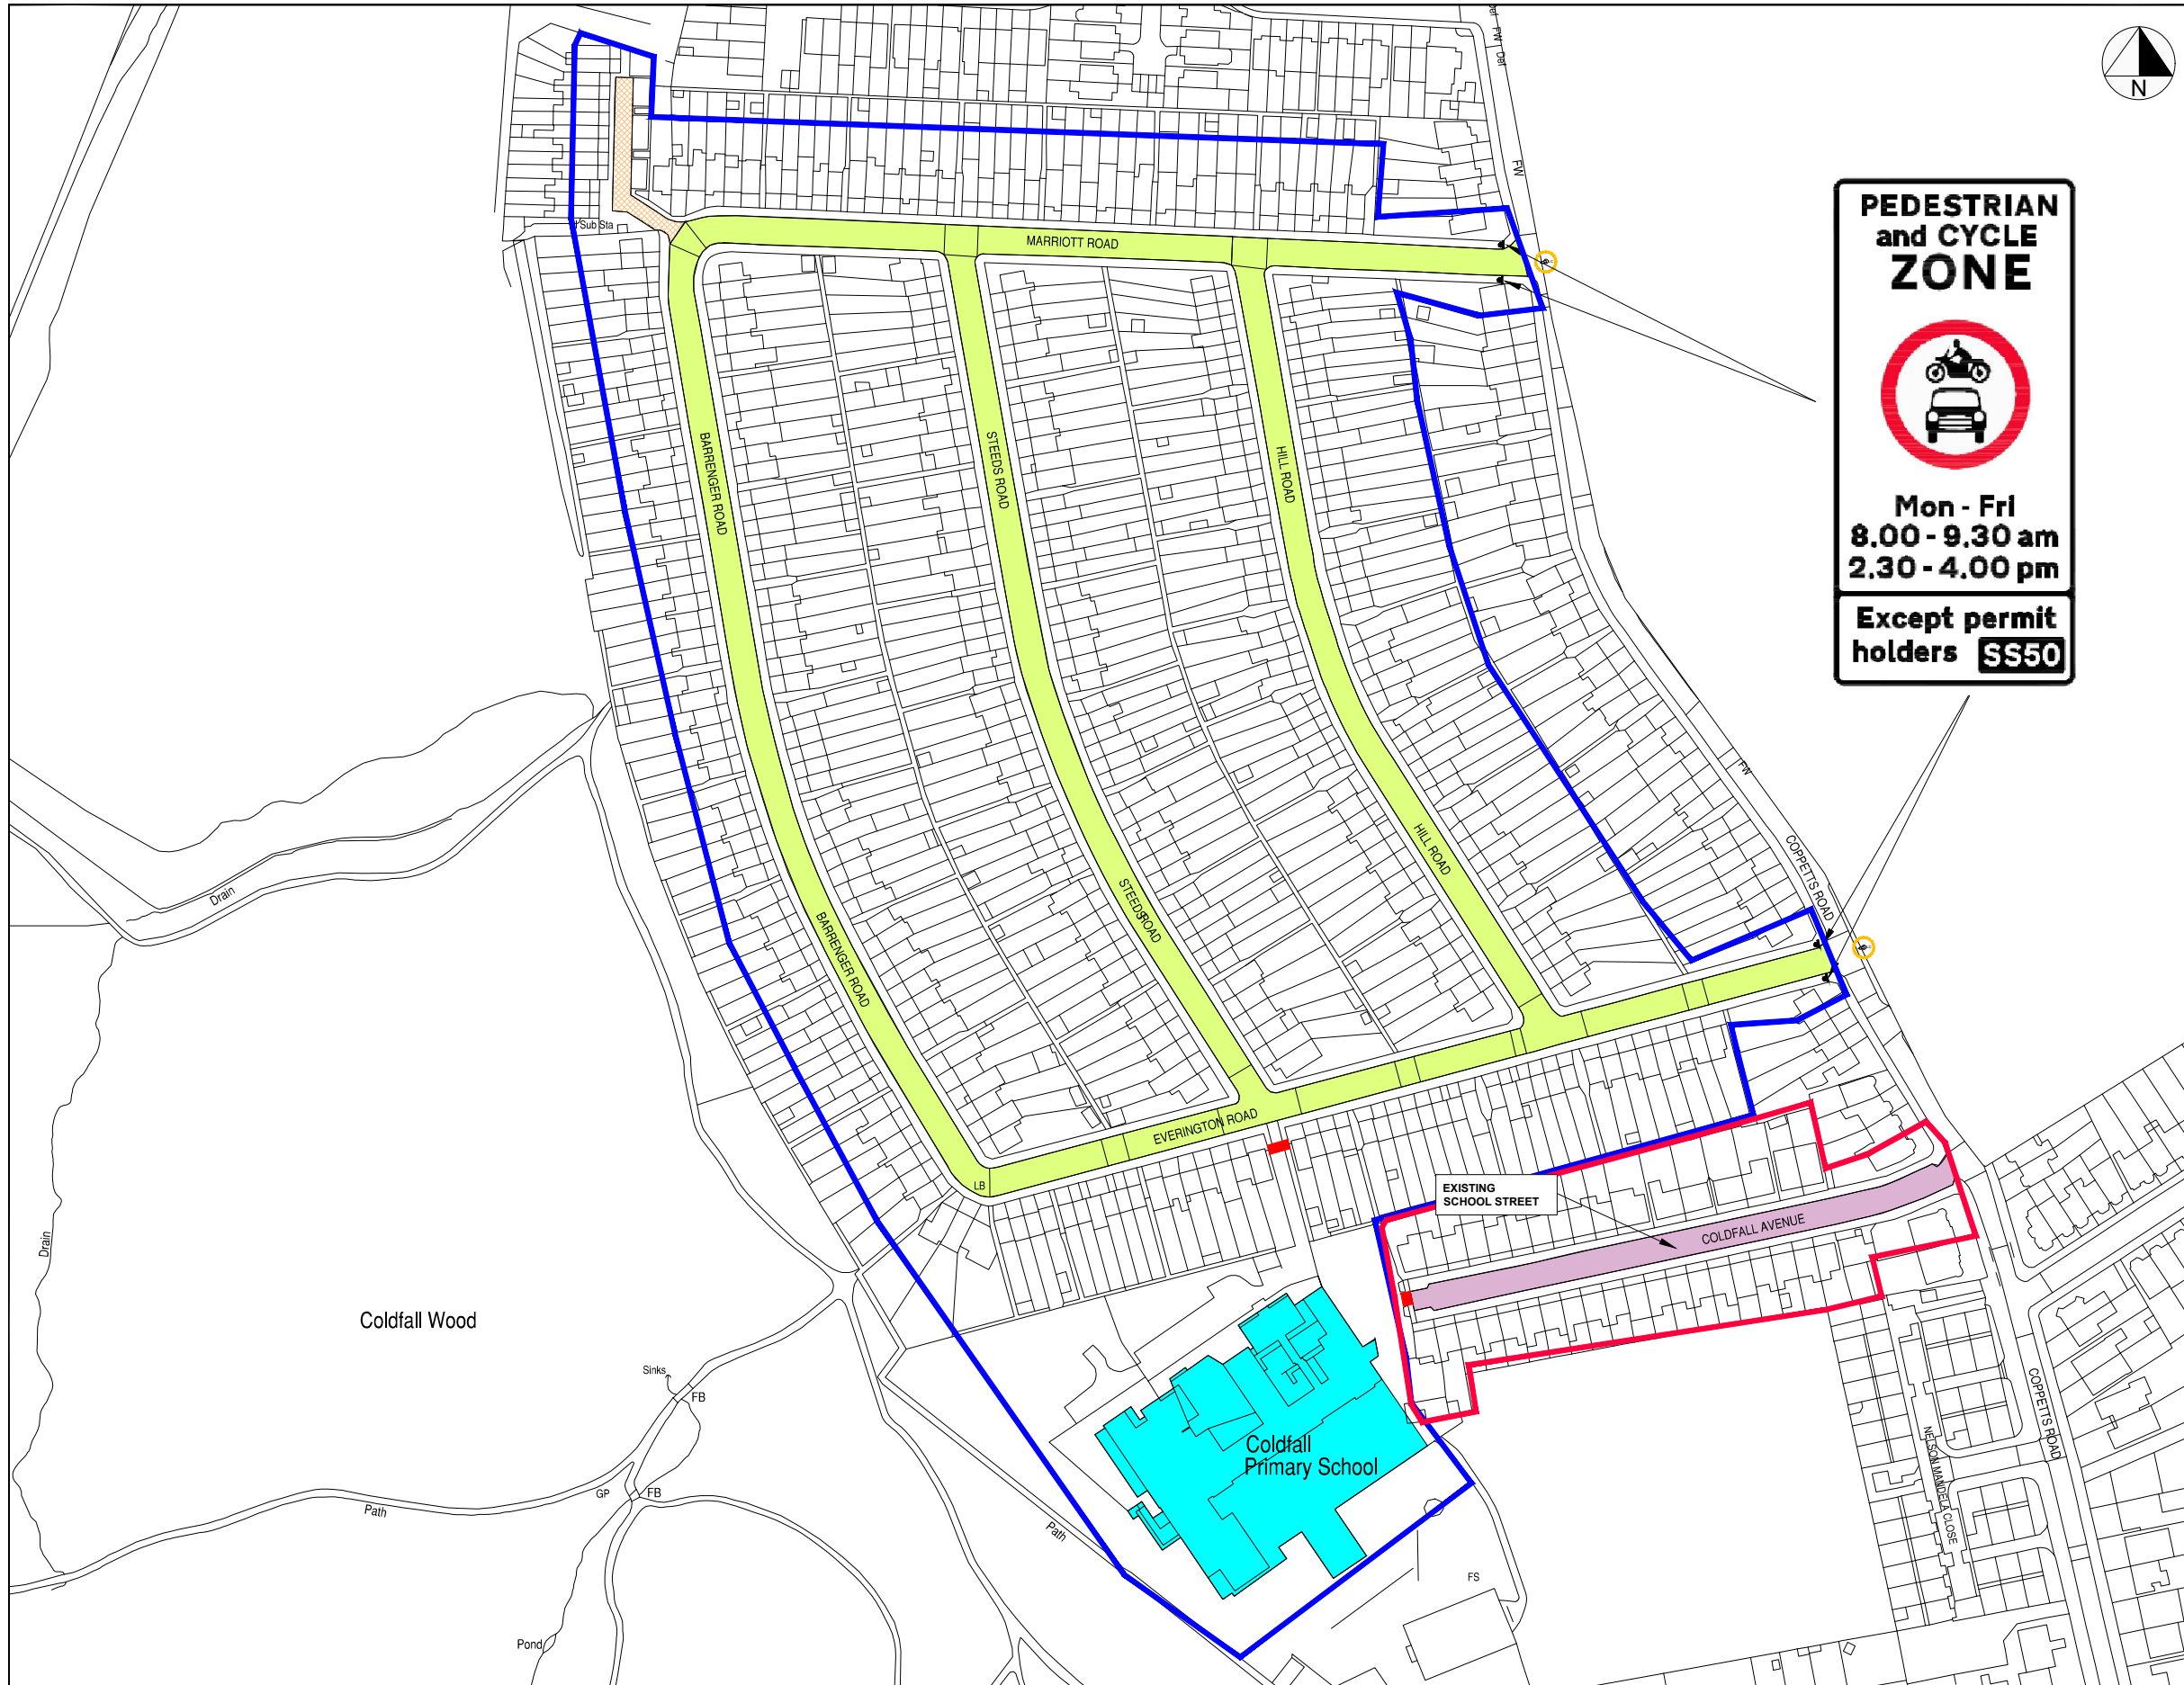 Def
FW
Def
N
FW
PEDESTRIAN
and CYCLE
ZONE
Mon - Fri
8.00 - 9.30 am
2.30 - 4.00 pm
Except permit
holders SS50
Sub Sta
MARRIOTT ROAD
BARRENGER ROAD
STEEDS ROAD
HILL ROAD
FW
COPPETTS ROAD
HILL ROAD
STEEDS ROAD
BARRENGER ROAD
Drain
EVERINGTON ROAD
LB
EXISTING
SCHOOL STREET
COLDFALL AVENUE
Drain
Coldfall Wood
Sinks
FB
COPPETTS ROAD
Coldfall
Primary School
NELSON MANDELA CLOSE
GP
FB
Path
Path
FS
Pond